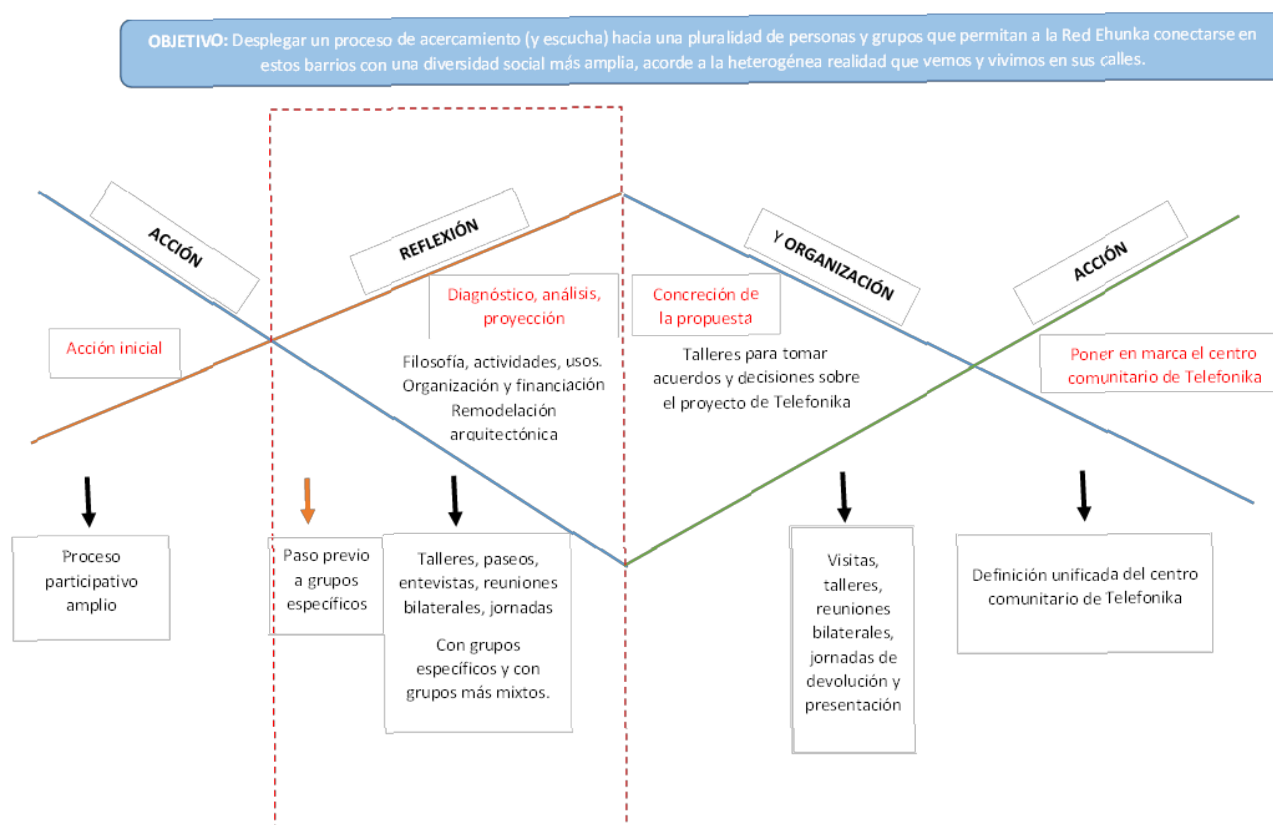 OBJETIVO: Desplegar un proceso de acercamiento (y escucha) hacia una pluralidad de personas y grupos que permitan a la Red Ehunka conectarse en
estos barrios con una diversidad social más amplia, acorde a la heterogénea realidad que vemos y vivimos en sus calles.
ACCIÓN
REFLEXIÓN
Y ORGANIZACIÓN
ACCIÓN
Acción inicial
Diagnóstico, análisis,
proyección
Filosofía, actividades, usos.
Organización y financiación
Remodelación
arquitectónica
Concreción de
la propuesta
Talleres para tomar
acuerdos y decisiones sobre
el proyecto de Telefonika
Poner en marca el centro
comunitario de Telefonika
Proceso
participativo
amplio
Paso previo
a grupos
específicos
Talleres, paseos,
entevistas, reuniones
bilaterales, jornadas
Con grupos
específicos y con
grupos más mixtos.
Visitas,
talleres,
reuniones
bilaterales,
jornadas de
devolución y
presentación
Definición unificada del centro
comunitario de Telefonika